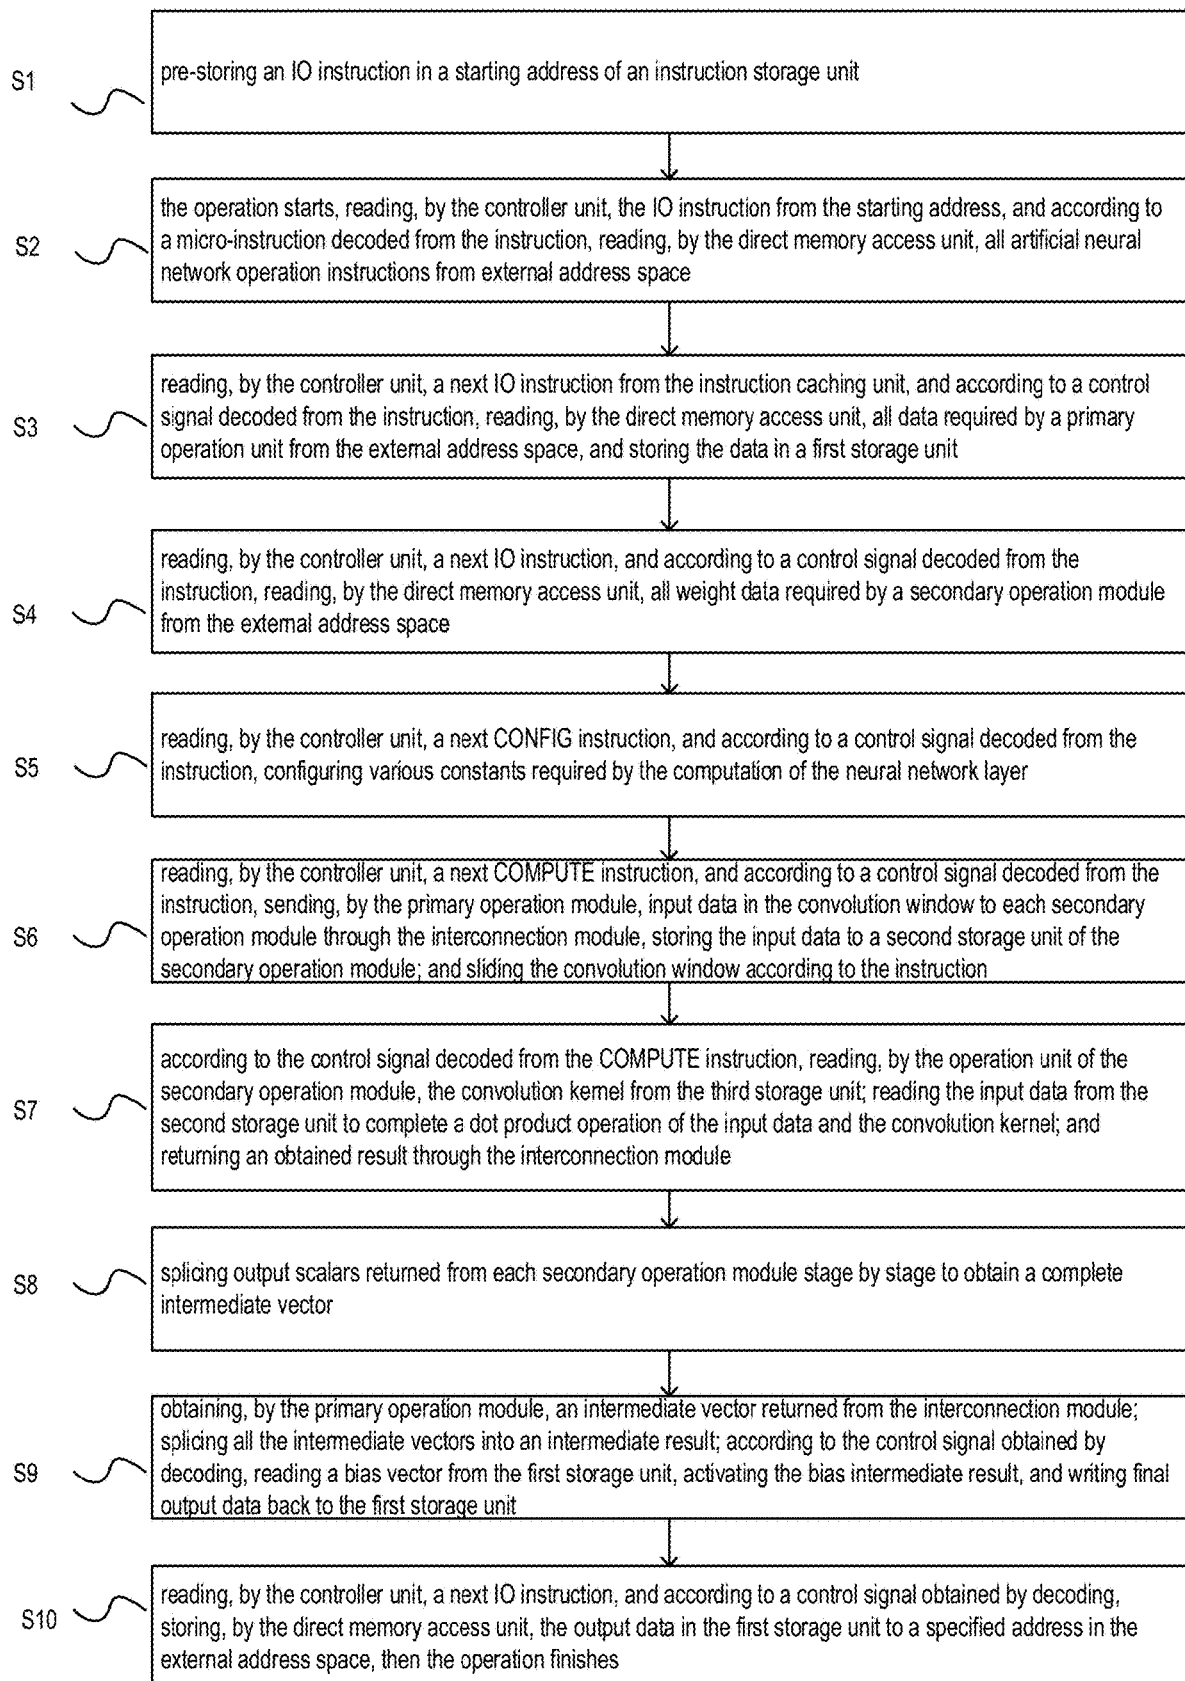 S1
pre-storing an IO instruction in a starting address of an instruction storage unit
S2
the operation starts, reading, by the controller unit, the IO instruction from the starting address, and according to
a micro-instruction decoded from the instruction, reading, by the direct memory access unit, all artificial neural
network operation instructions from external address space
S3
reading, by the controller unit, a next IO instruction from the instruction caching unit, and according to a control
signal decoded from the instruction, reading, by the direct memory access unit, all data required by a primary
operation unit from the external address space, and storing the data in a first storage unit
S4
reading, by the controller unit, a next IO instruction, and according to a control signal decoded from the
instruction, reading, by the direct memory access unit, all weight data required by a secondary operation module
from the external address space
S5
reading, by the controller unit, a next CONFIG instruction, and according to a control signal decoded from the
instruction, configuring various constants required by the computation of the neural network layer
S6
reading, by the controller unit, a next COMPUTE instruction, and according to a control signal decoded from the
instruction, sending, by the primary operation module, input data in the convolution window to each secondary
operation module through the interconnection module, storing the input data to a second storage unit of the
secondary operation module; and sliding the convolution window according to the instruction
S7
according to the control signal decoded from the COMPUTE instruction, reading, by the operation unit of the
secondary operation module, the convolution kernel from the third storage unit; reading the input data from the
second storage unit to complete a dot product operation of the input data and the convolution kernel; and
returning an obtained result through the interconnection module
S8
splicing output scalars returned from each secondary operation module stage by stage to obtain a complete
intermediate vector
S9
obtaining, by the primary operation module, an intermediate vector returned from the interconnection module;
splicing all the intermediate vectors into an intermediate result; according to the control signal obtained by
decoding, reading a bias vector from the first storage unit, activating the bias intermediate result, and writing final
output data back to the first storage unit
S10
reading, by the controller unit, a next IO instruction, and according to a control signal obtained by decoding,
storing, by the direct memory access unit, the output data in the first storage unit to a specified address in the
external address space, then the operation finishes